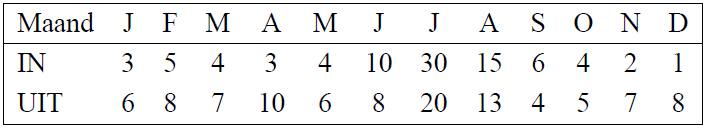 Maand J F M A M J J A S O N D
IN 3 5 4 3 4 10 30 15 6 4 2 1
UIT 6 8 7 10 6 8 20 13 4 5 7 8